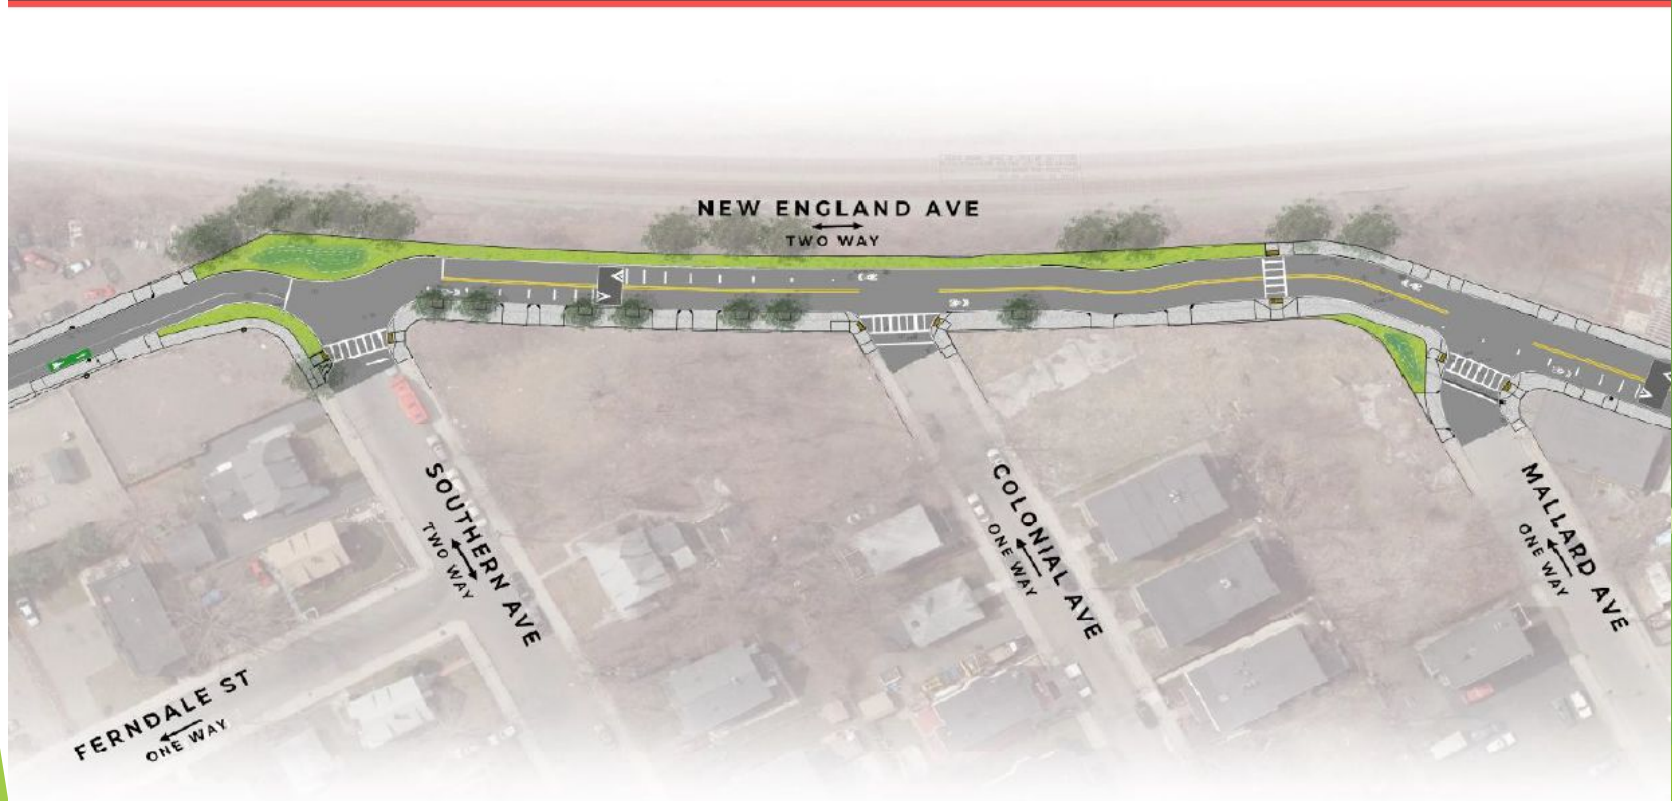 NEW ENGLAND AVE
TWO WAY
SOUTHERN AVE
TWO WAY
COLONIAL AVE
ONE WAY
MALLARD AVE
ONE WAY
FERNDALE ST
ONE WAY